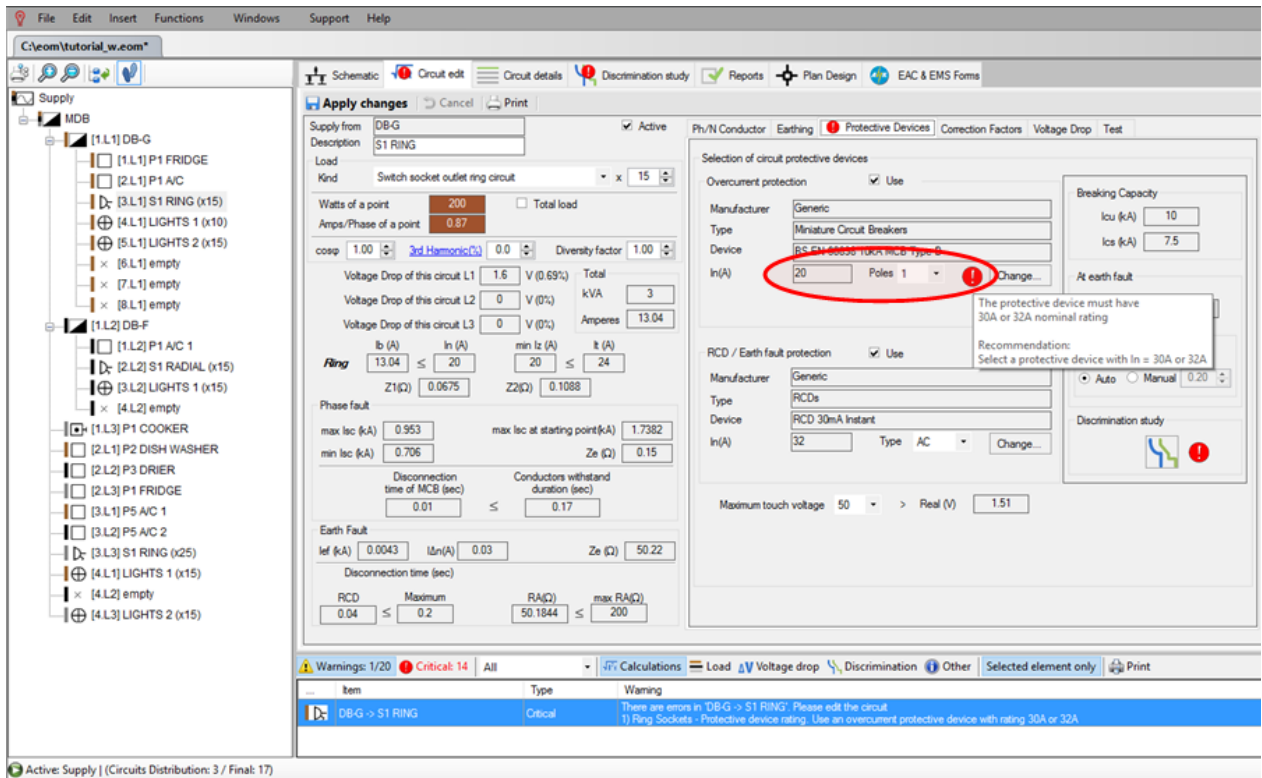 File Edit Insert Functions Windows Support Help
C:\eom\tutorial_w.eom*
Schematic Circuit edit Circuit details Discrimination study Reports Plan Design EAC & EMS Forms
Supply
MDB
[1.L1] DB-G
[1.L1] P1 FRIDGE
[2.L1] P1 A/C
[3.L1] S1 RING (x15)
[4.L1] LIGHTS 1 (x10)
[5.L1] LIGHTS 2 (x15)
[6.L1] empty
[7.L1] empty
[8.L1] empty
[1.L2] DB-F
[1.L2] P1 A/C 1
[2.L2] S1 RADIAL (x15)
[3.L2] LIGHTS 1 (x15)
[4.L2] empty
[1.L3] P1 COOKER
[2.L1] P2 DISH WASHER
[2.L2] P3 DRIER
[2.L3] P1 FRIDGE
[3.L1] P5 A/C 1
[3.L2] P5 A/C 2
[3.L3] S1 RING (x25)
[4.L1] LIGHTS 1 (x15)
[4.L2] empty
[4.L3] LIGHTS 2 (x15)
Apply changes Cancel Print
Supply from DB-G Active
Description S1 RING
Load
Kind Switch socket outlet ring circuit x 15
Watts of a point 200 Total load
Amps/Phase of a point 0.87
cosφ 1.00 3rd Harmonic(%) 0.0 Diversity factor 1.00
Voltage Drop of this circuit L1 1.6 V (0.69%) Total
Voltage Drop of this circuit L2 0 V (0%) kVA 3
Voltage Drop of this circuit L3 0 V (0%) Amperes 13.04
Ib (A) In (A) min Iz (A) It (A)
Ring 13.04 ≤ 20 20 ≤ 24
Z1(Ω) 0.0675 Z2(Ω) 0.1088
Phase fault
max Isc (kA) 0.953 max Isc at starting point(kA) 1.7382
min Isc (kA) 0.706 Ze (Ω) 0.15
Disconnection time of MCB (sec) Conductors withstand duration (sec)
0.01 ≤ 0.17
Earth Fault
Ief (kA) 0.0043 IΔn(A) 0.03 Ze (Ω) 50.22
Disconnection time (sec)
RCD Maximum RA(Ω) max RA(Ω)
0.04 ≤ 0.2 50.1844 ≤ 200
Ph/N Conductor Earthing Protective Devices Correction Factors Voltage Drop Test
Selection of circuit protective devices
Overcurrent protection Use
Manufacturer Generic
Type Miniature Circuit Breakers
Device BS EN 60898 10kA MCB Type B
In(A) 20 Poles 1 Change...
The protective device must have
30A or 32A nominal rating
Recommendation:
Select a protective device with In = 30A or 32A
RCD / Earth fault protection Use
Manufacturer Generic
Type RCDs
Device RCD 30mA Instant
In(A) 32 Type AC Change...
Maximum touch voltage 50 > Real (V) 1.51
Breaking Capacity
Icu (kA) 10
Ics (kA) 7.5
At earth fault
Auto Manual 0.20
Discrimination study
Warnings: 1/20 Critical: 14 All Calculations Load ΔV Voltage drop Discrimination Other Selected element only Print
... Item Type Warning
DB-G -> S1 RING Critical There are errors in 'DB-G -> S1 RING'. Please edit the circuit
1) Ring Sockets - Protective device rating. Use an overcurrent protective device with rating 30A or 32A
Active: Supply | (Circuits Distribution: 3 / Final: 17)